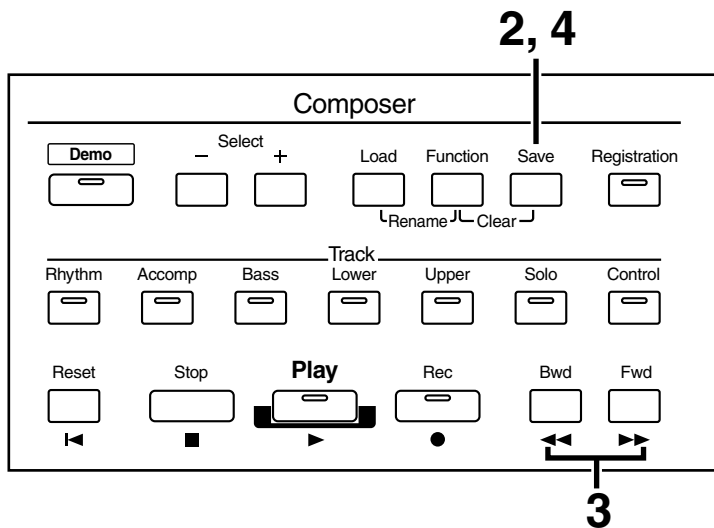 2, 4
Composer
Demo
Select
− +
Load Function Save Registration
Rename Clear
Track
Rhythm Accomp Bass Lower Upper Solo Control
Reset Stop Play Rec Bwd Fwd
3